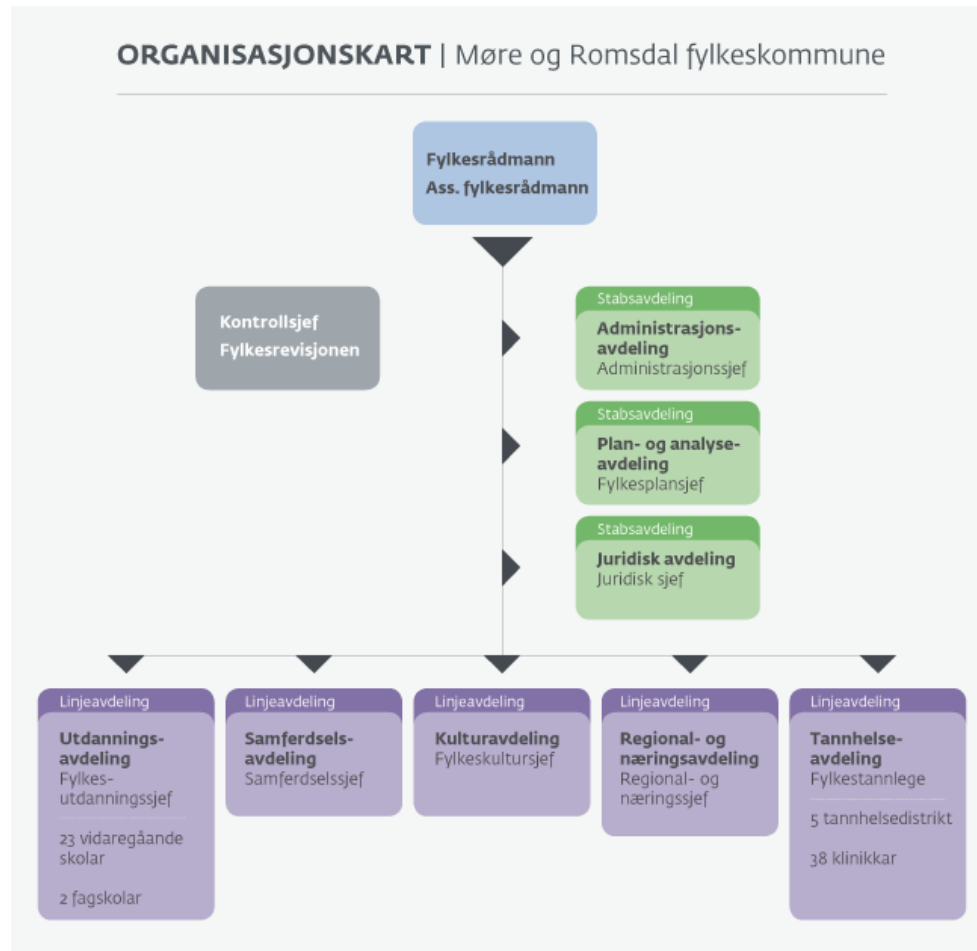 ORGANISASJONSKART | Møre og Romsdal fylkeskommune
Fylkesrådmann
Ass. fylkesrådmann
Kontrollsjef
Fylkesrevisjonen
Stabsavdeling
Administrasjons-
avdeling
Administrasjonssjef
Stabsavdeling
Plan- og analyse-
avdeling
Fylkesplansjef
Stabsavdeling
Juridisk avdeling
Juridisk sjef
Linjeavdeling
Utdannings-
avdeling
Fylkes-
utdanningssjef
23 vidaregåande
skolar
2 fagskolar
Linjeavdeling
Samferdsels-
avdeling
Samferdselssjef
Linjeavdeling
Kulturavdeling
Fylkeskultursjef
Linjeavdeling
Regional- og
næringsavdeling
Regional- og
næringssjef
Linjeavdeling
Tannhelse-
avdeling
Fylkestannlege
5 tannhelsedistrikt
38 klinikkar